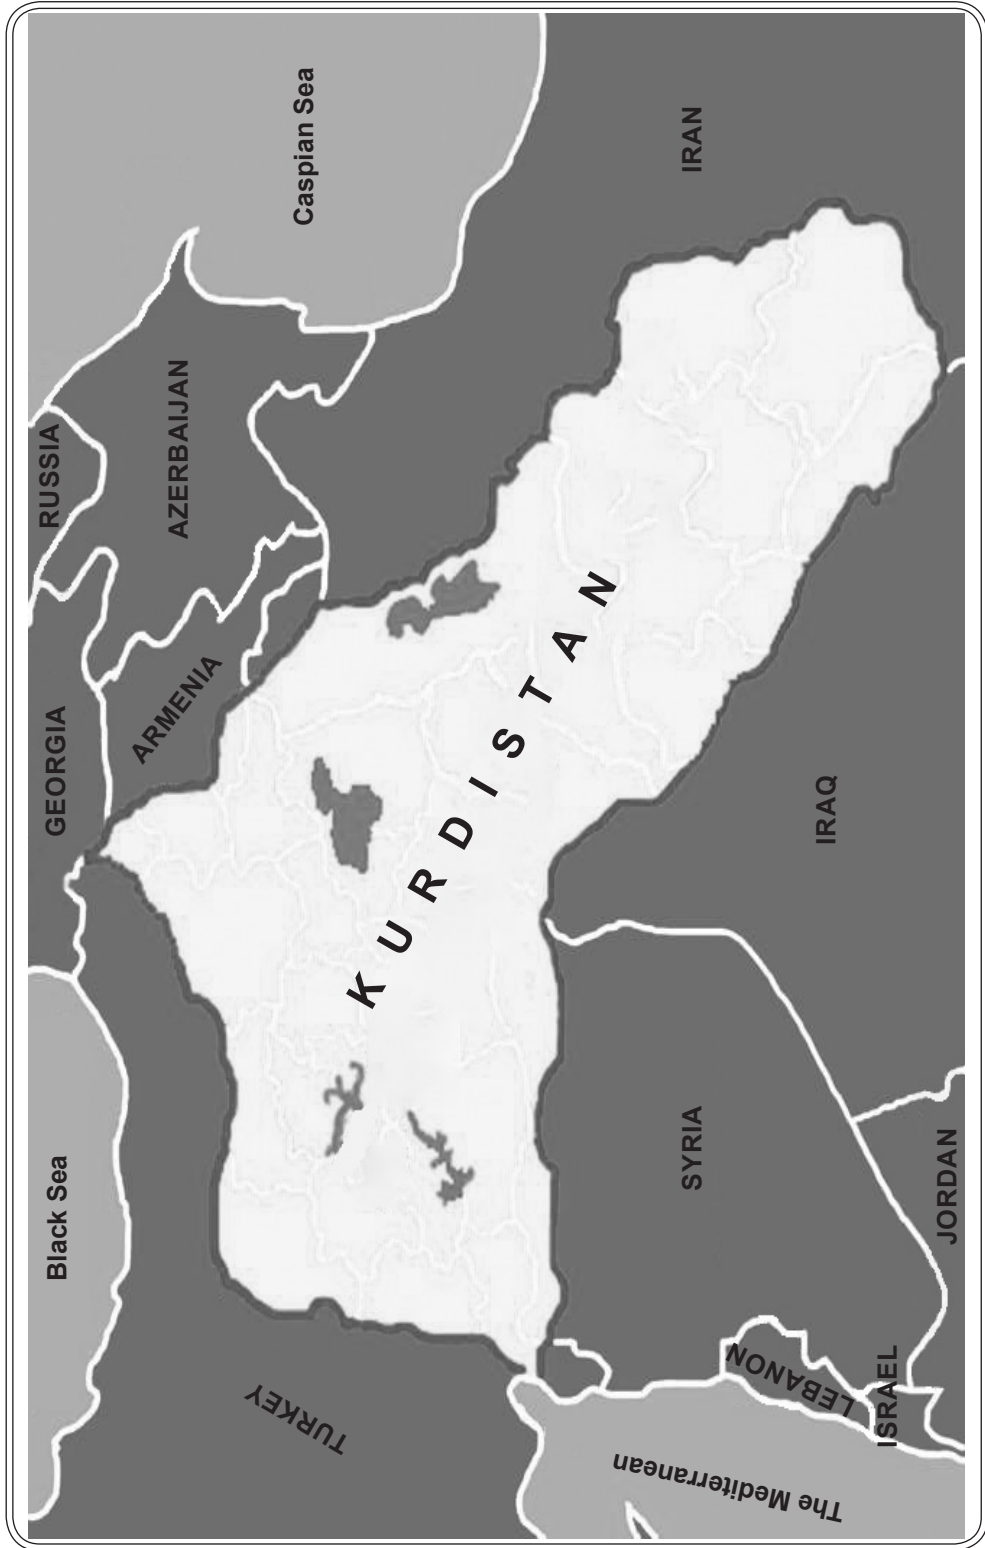 Black Sea
GEORGIA
RUSSIA
Caspian Sea
ARMENIA
AZERBAIJAN
TURKEY
KURDISTAN
IRAN
The Mediterranean
LEBANON
SYRIA
IRAQ
ISRAEL
JORDAN